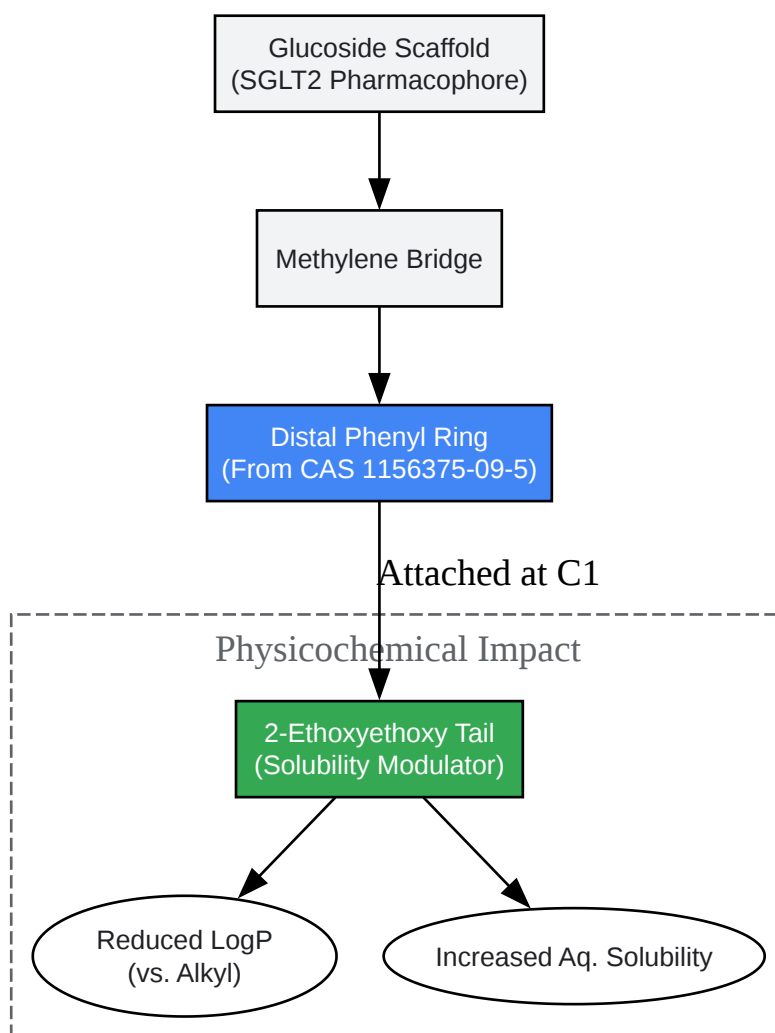 Glucoside Scaffold
(SGLT2 Pharmacophore)
Methylene Bridge
Distal Phenyl Ring
(From CAS 1156375-09-5)
Attached at C1
Physicochemical Impact
2-Ethoxyethoxy Tail
(Solubility Modulator)
Reduced LogP
(vs. Alkyl)
Increased Aq. Solubility